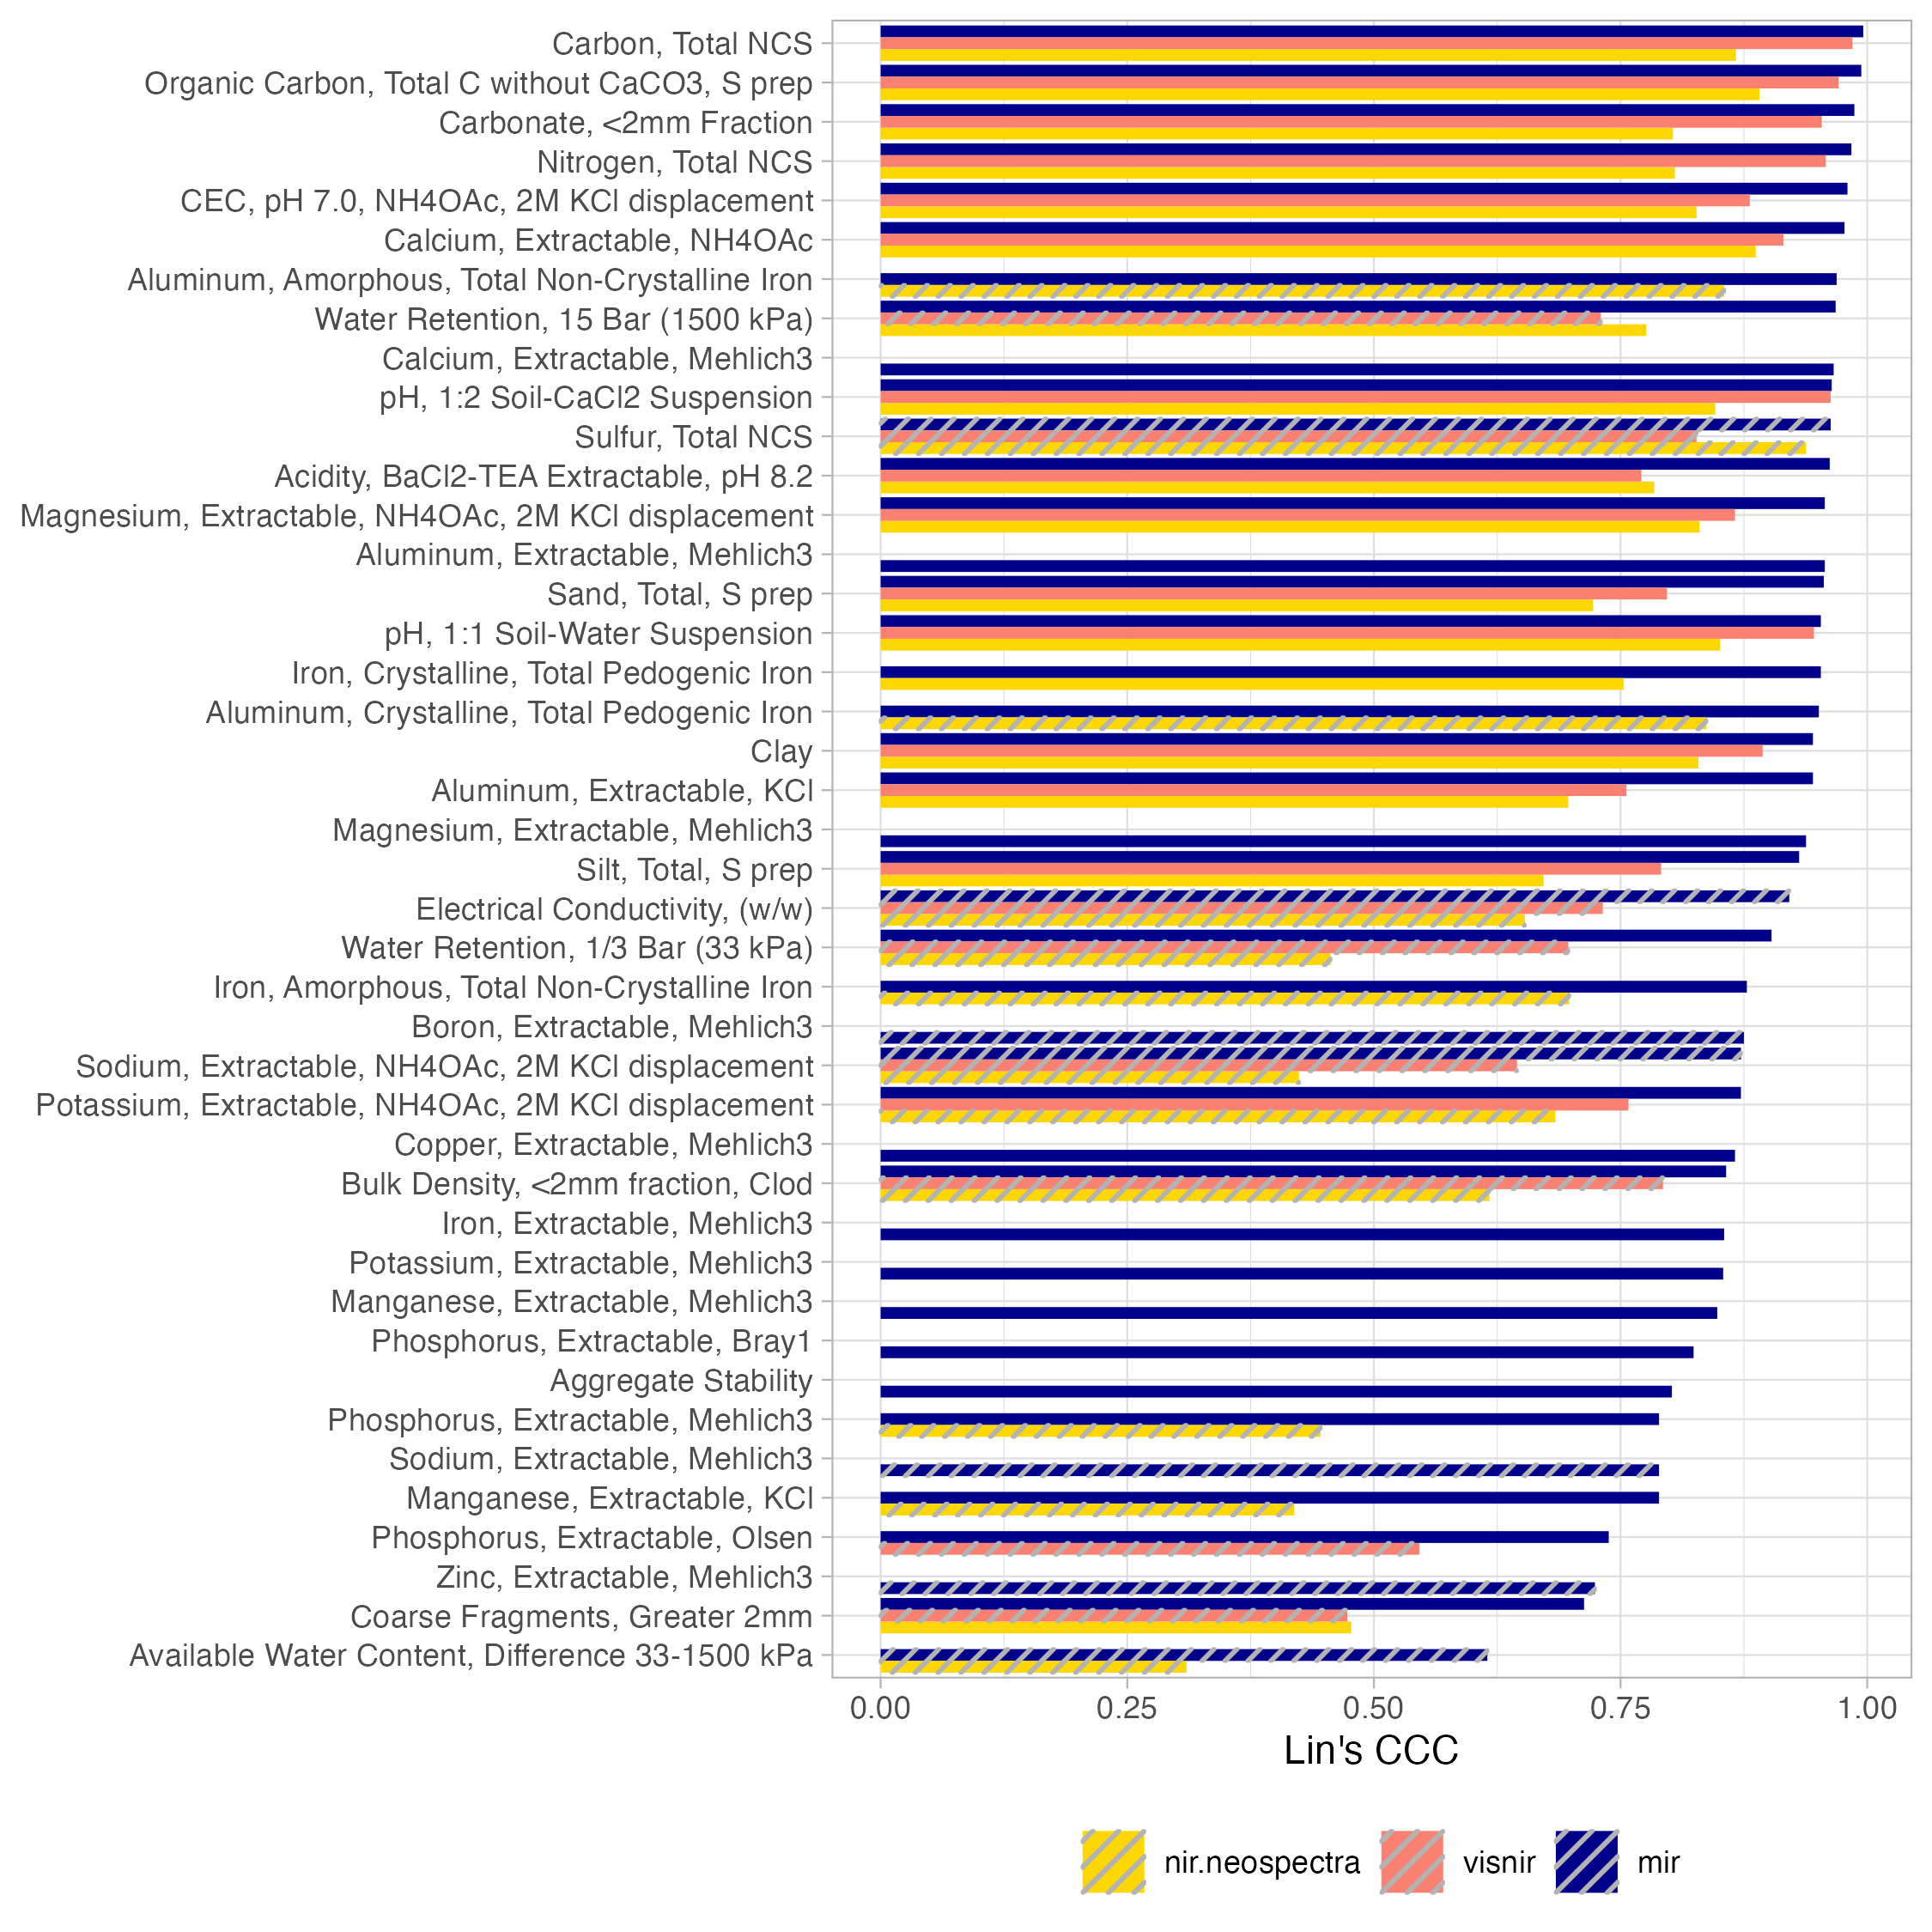 Carbon, Total NCS
Organic Carbon, Total C without CaCO3, S prep
Carbonate, <2mm Fraction
Nitrogen, Total NCS
CEC, pH 7.0, NH4OAc, 2M KCl displacement
Calcium, Extractable, NH4OAc
Aluminum, Amorphous, Total Non-Crystalline Iron
Water Retention, 15 Bar (1500 kPa)
Calcium, Extractable, Mehlich3
pH, 1:2 Soil-CaCl2 Suspension
Sulfur, Total NCS
Acidity, BaCl2-TEA Extractable, pH 8.2
Magnesium, Extractable, NH4OAc, 2M KCl displacement
Aluminum, Extractable, Mehlich3
Sand, Total, S prep
pH, 1:1 Soil-Water Suspension
Iron, Crystalline, Total Pedogenic Iron
Aluminum, Crystalline, Total Pedogenic Iron
Clay
Aluminum, Extractable, KCl
Magnesium, Extractable, Mehlich3
Silt, Total, S prep
Electrical Conductivity, (w/w)
Water Retention, 1/3 Bar (33 kPa)
Iron, Amorphous, Total Non-Crystalline Iron
Boron, Extractable, Mehlich3
Sodium, Extractable, NH4OAc, 2M KCl displacement
Potassium, Extractable, NH4OAc, 2M KCl displacement
Copper, Extractable, Mehlich3
Bulk Density, <2mm fraction, Clod
Iron, Extractable, Mehlich3
Potassium, Extractable, Mehlich3
Manganese, Extractable, Mehlich3
Phosphorus, Extractable, Bray1
Aggregate Stability
Phosphorus, Extractable, Mehlich3
Sodium, Extractable, Mehlich3
Manganese, Extractable, KCl
Phosphorus, Extractable, Olsen
Zinc, Extractable, Mehlich3
Coarse Fragments, Greater 2mm
Available Water Content, Difference 33-1500 kPa
0.00 0.25 0.50 0.75 1.00
Lin's CCC
nir.neospectra visnir mir